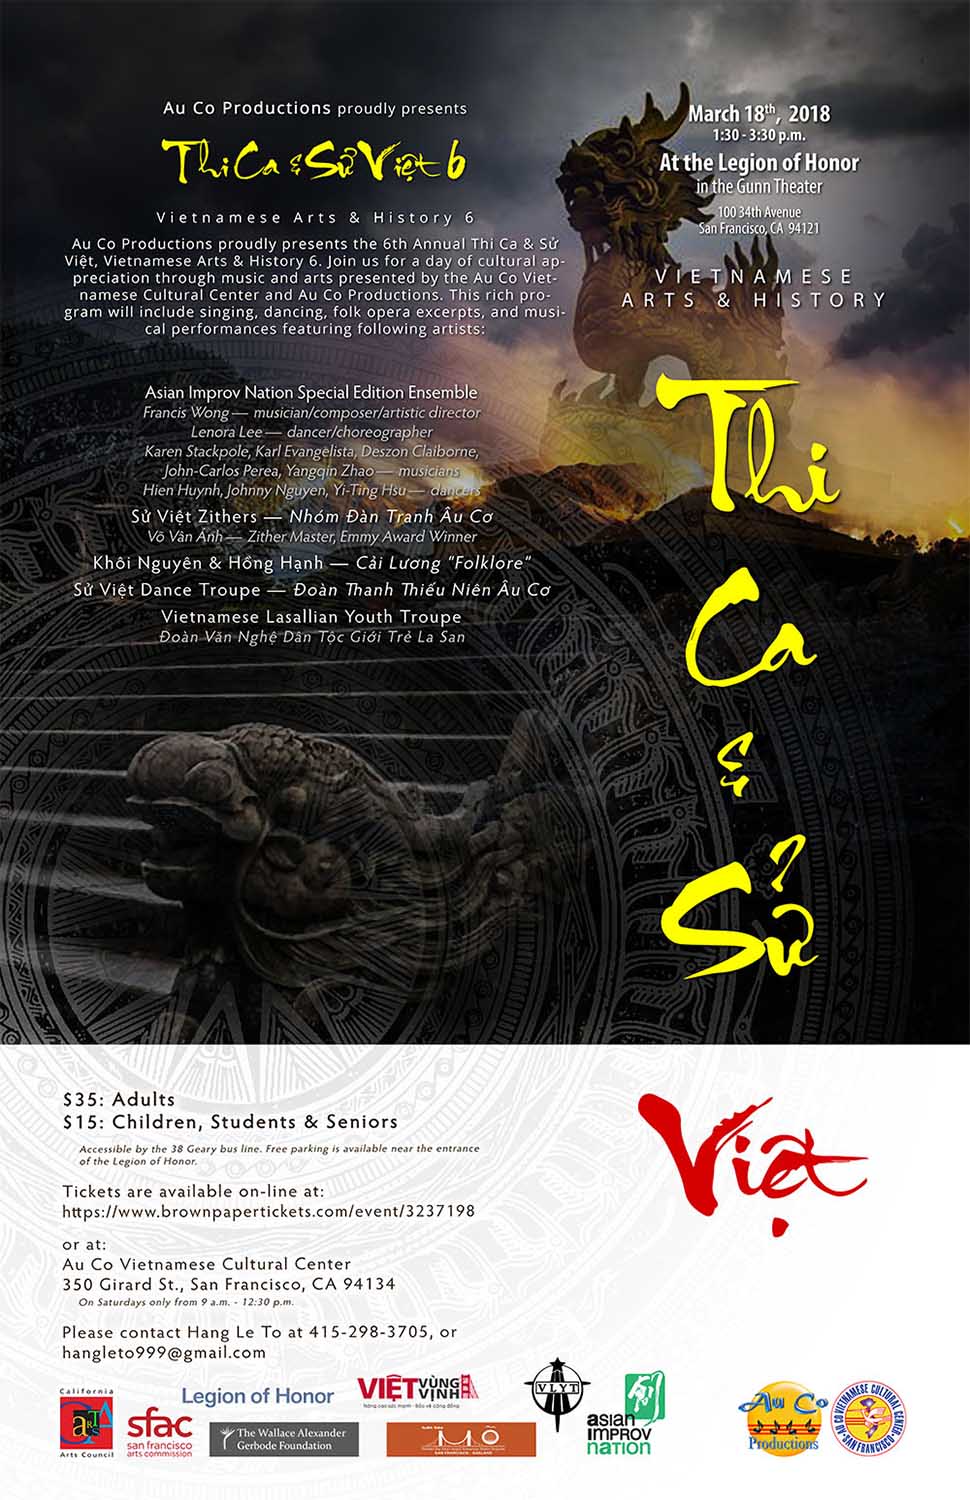 Au Co Productions proudly presents
Thi Ca & Sử Việt 6
Vietnamese Arts & History 6
Au Co Productions proudly presents the 6th Annual Thi Ca & Sử
Việt, Vietnamese Arts & History 6. Join us for a day of cultural ap-
preciation through music and arts presented by the Au Co Viet-
namese Cultural Center and Au Co Productions. This rich pro-
gram will include singing, dancing, folk opera excerpts, and musi-
cal performances featuring following artists:
Asian Improv Nation Special Edition Ensemble
Francis Wong — musician/composer/artistic director
Lenora Lee — dancer/choreographer
Karen Stackpole, Karl Evangelista, Deszon Claiborne,
John-Carlos Perea, Yangqin Zhao — musicians
Hien Huynh, Johnny Nguyen, Yi-Ting Hsu — dancers
Sử Việt Zithers — Nhóm Đàn Tranh Âu Cơ
Võ Vân Ánh — Zither Master, Emmy Award Winner
Khôi Nguyên & Hồng Hạnh — Cải Lương "Folklore"
Sử Việt Dance Troupe — Đoàn Thanh Thiếu Niên Âu Cơ
Vietnamese Lasallian Youth Troupe
Đoàn Văn Nghệ Dân Tộc Giới Trẻ La San
March 18th, 2018
1:30 - 3:30 p.m.
At the Legion of Honor
in the Gunn Theater
100 34th Avenue
San Francisco, CA 94121
VIETNAMESE
ARTS & HISTORY
Thi
Ca
&
Sử
Việt
$35: Adults
$15: Children, Students & Seniors
Accessible by the 38 Geary bus line. Free parking is available near the entrance
of the Legion of Honor.
Tickets are available on-line at:
https://www.brownpapertickets.com/event/3237198
or at:
Au Co Vietnamese Cultural Center
350 Girard St., San Francisco, CA 94134
On Saturdays only from 9 a.m. - 12:30 p.m.
Please contact Hang Le To at 415-298-3705, or
hangleto999@gmail.com
California
Arts Council
sfac
san francisco
arts commission
Legion of Honor
The Wallace Alexander
Gerbode Foundation
VIỆT VÙNG
VỊNH
MÕ
VLYT
asian
improv
nation
Au Co
Productions
AU CO VIETNAMESE CULTURAL CENTER
SAN FRANCISCO